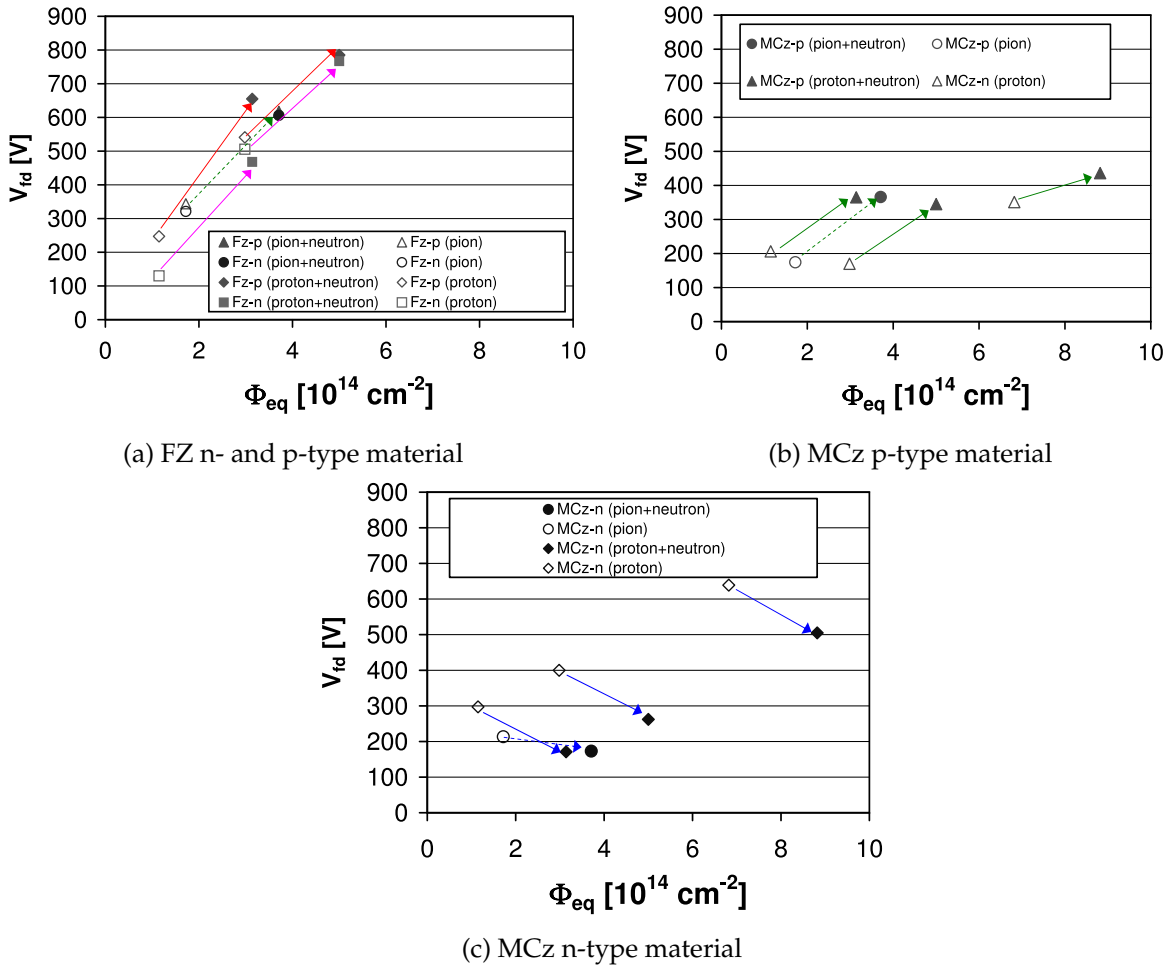 900
800
700
600
500
400
300
200
100
0
V_fd [V]
Fz-p (pion+neutron) Fz-p (pion)
Fz-n (pion+neutron) Fz-n (pion)
Fz-p (proton+neutron) Fz-p (proton)
Fz-n (proton+neutron) Fz-n (proton)
0 2 4 6 8 10
Φ_eq [10^14 cm^-2]
(a) FZ n- and p-type material
900
800
700
600
500
400
300
200
100
0
V_fd [V]
MCz-p (pion+neutron) MCz-p (pion)
MCz-p (proton+neutron) MCz-n (proton)
0 2 4 6 8 10
Φ_eq [10^14 cm^-2]
(b) MCz p-type material
900
800
700
600
500
400
300
200
100
0
V_fd [V]
MCz-n (pion+neutron)
MCz-n (pion)
MCz-n (proton+neutron)
MCz-n (proton)
0 2 4 6 8 10
Φ_eq [10^14 cm^-2]
(c) MCz n-type material